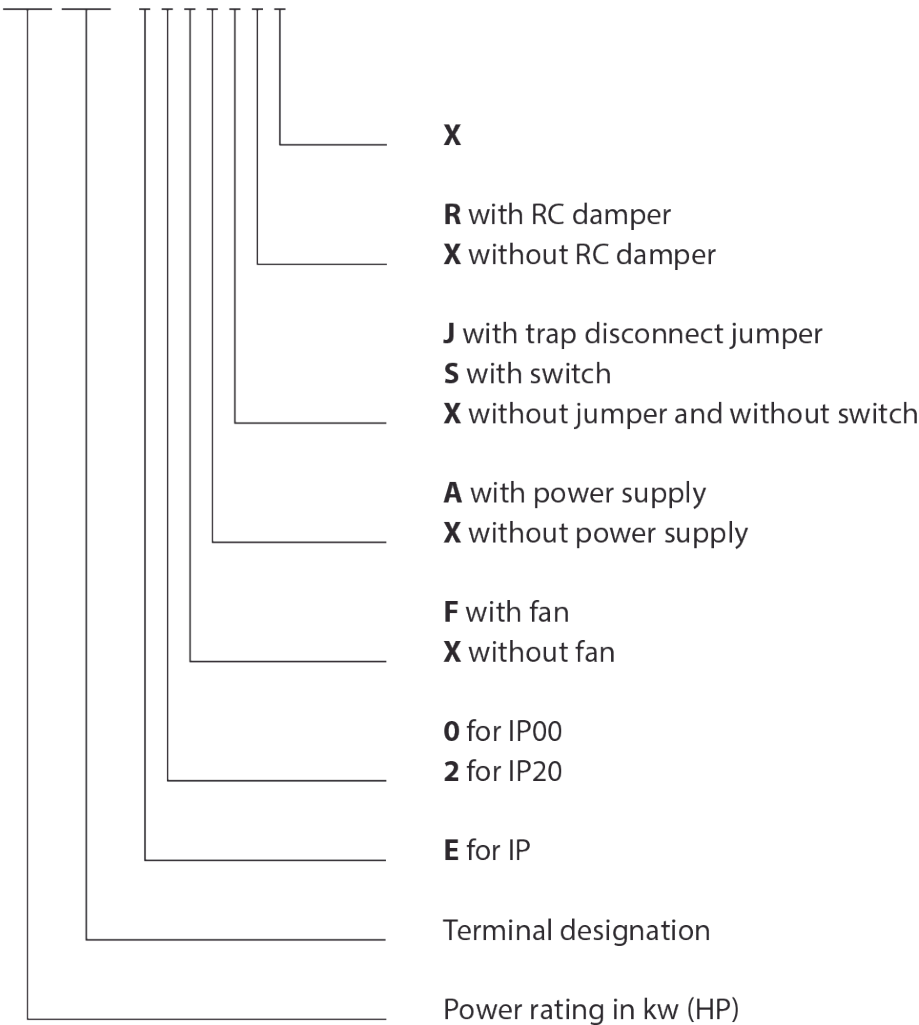 X
R with RC damper
X without RC damper
J with trap disconnect jumper
S with switch
X without jumper and without switch
A with power supply
X without power supply
F with fan
X without fan
0 for IP00
2 for IP20
E for IP
Terminal designation
Power rating in kw (HP)